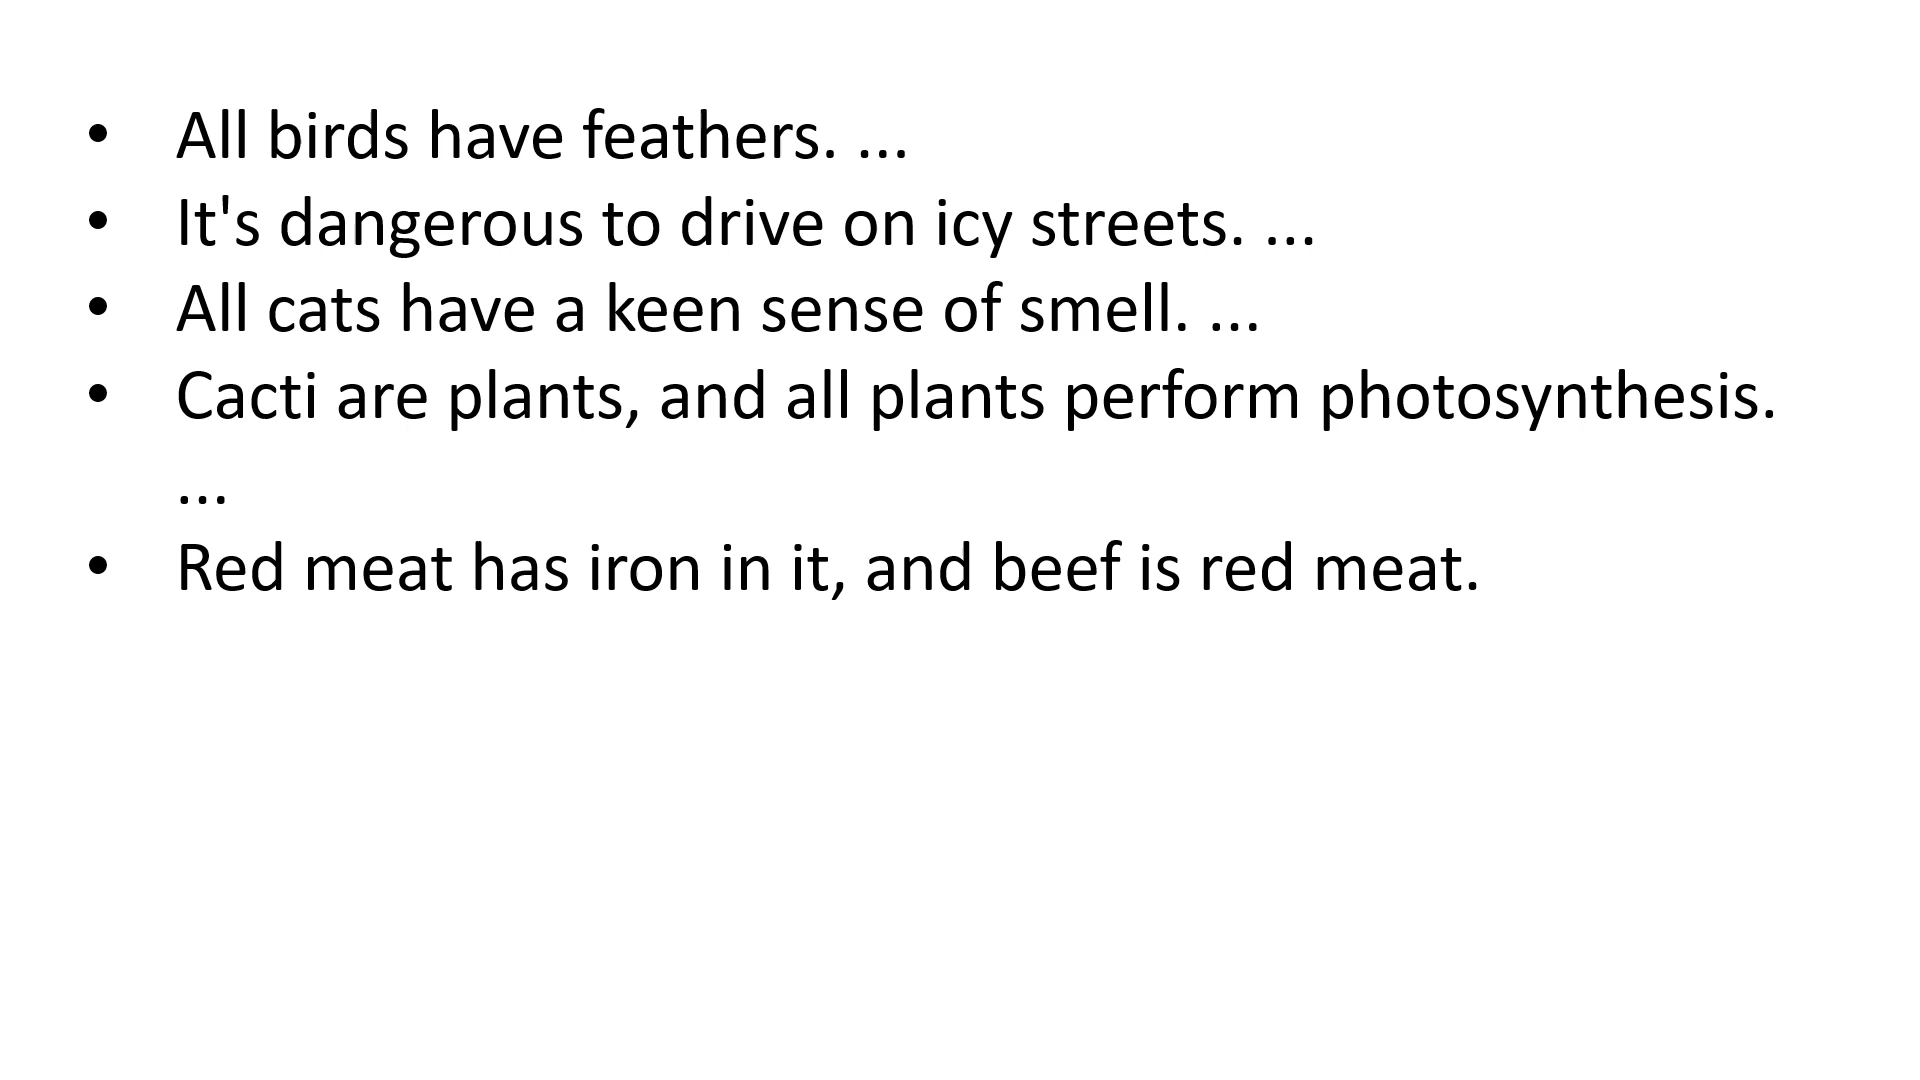 • All birds have feathers. ...
• It's dangerous to drive on icy streets. ...
• All cats have a keen sense of smell. ...
• Cacti are plants, and all plants perform photosynthesis.
...
• Red meat has iron in it, and beef is red meat.